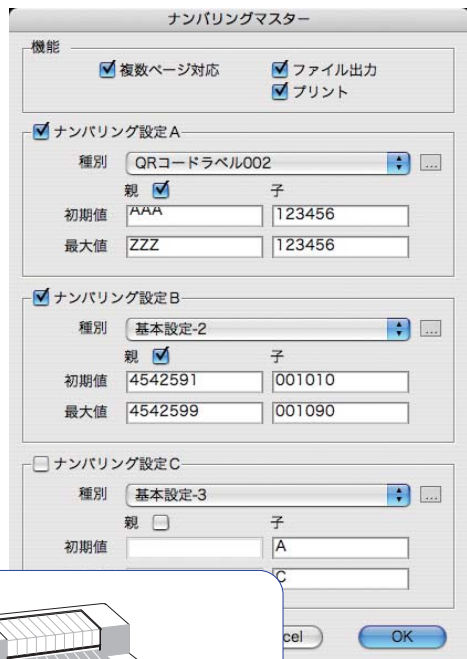 ナンバリングマスター
機能
複数ページ対応 ファイル出力
プリント
ナンバリング設定A
種別 QRコードラベル002 ...
親 子
初期値 AAA 123456
最大値 ZZZ 123456
ナンバリング設定B
種別 基本設定-2 ...
親 子
初期値 4542591 001010
最大値 4542599 001090
ナンバリング設定C
種別 基本設定-3 ...
親 子
初期値 A
C
cel OK